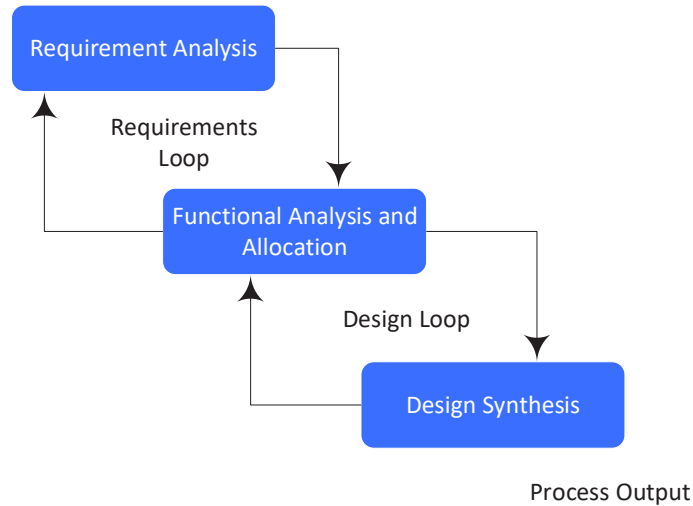 Requirement Analysis
Requirements
Loop
Functional Analysis and
Allocation
Design Loop
Design Synthesis
Process Output